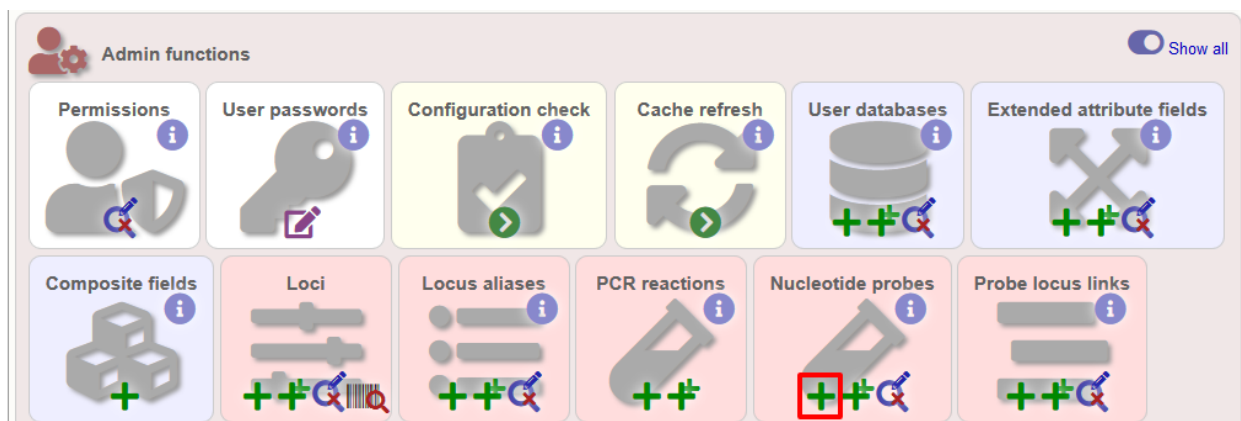 Admin functions
Show all
Permissions
User passwords
Configuration check
Cache refresh
User databases
Extended attribute fields
Composite fields
Loci
Locus aliases
PCR reactions
Nucleotide probes
Probe locus links